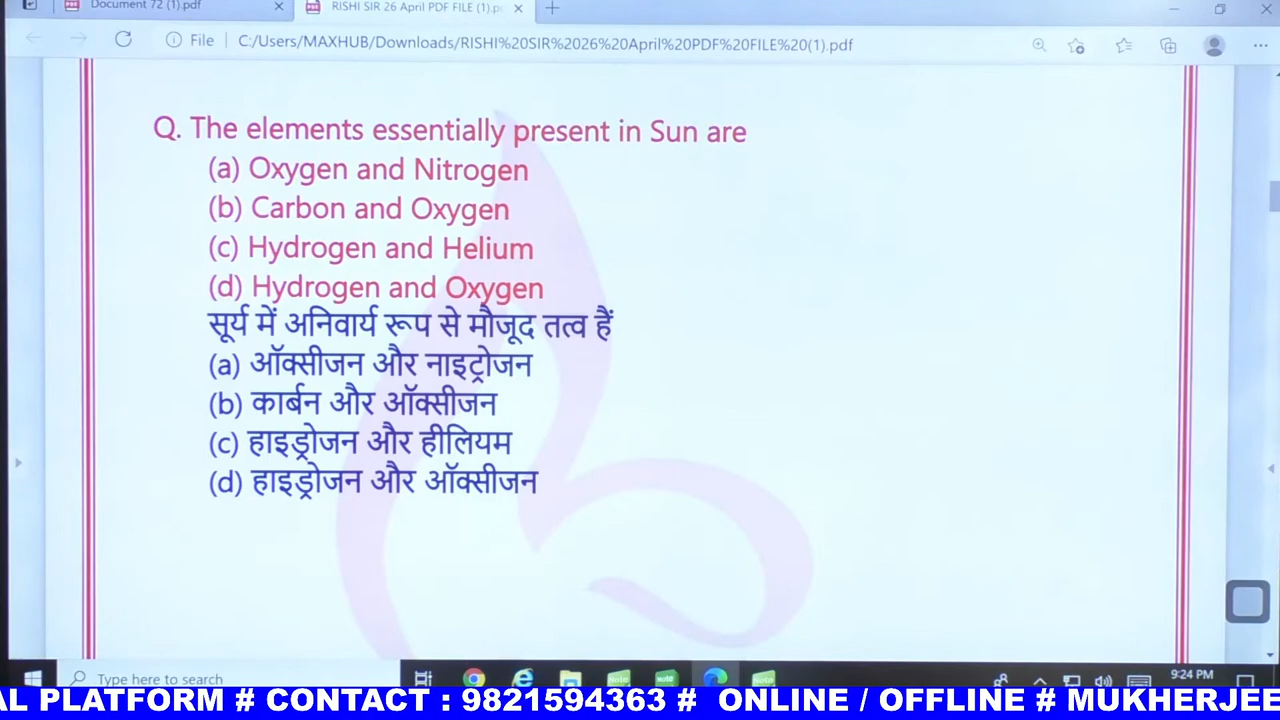 Document 72 (1).pdf
RISHI SIR 26 April PDF FILE (1).p
File
C:/Users/MAXHUB/Downloads/RISHI%20SIR%2026%20April%20PDF%20FILE%20(1).pdf
Q. The elements essentially present in Sun are
(a) Oxygen and Nitrogen
(b) Carbon and Oxygen
(c) Hydrogen and Helium
(d) Hydrogen and Oxygen
सूर्य में अनिवार्य रूप से मौजूद तत्व हैं
(a) ऑक्सीजन और नाइट्रोजन
(b) कार्बन और ऑक्सीजन
(c) हाइड्रोजन और हीलियम
(d) हाइड्रोजन और ऑक्सीजन
Type here to search
Note
note
Note
9:24 PM
AL PLATFORM # CONTACT : 9821594363 # ONLINE / OFFLINE # MUKHERJEE